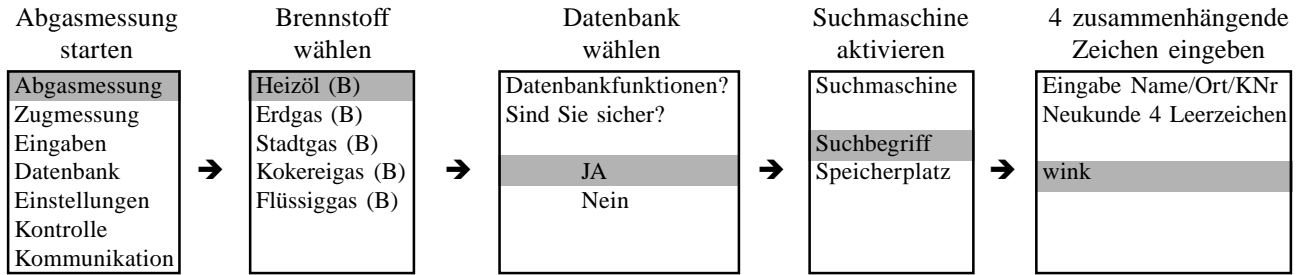 Abgasmessung
starten
Abgasmessung
Zugmessung
Eingaben
Datenbank
Einstellungen
Kontrolle
Kommunikation
➔
Brennstoff
wählen
Heizöl (B)
Erdgas (B)
Stadtgas (B)
Kokereigas (B)
Flüssiggas (B)
➔
Datenbank
wählen
Datenbankfunktionen?
Sind Sie sicher?
JA
Nein
➔
Suchmaschine
aktivieren
Suchmaschine
Suchbegriff
Speicherplatz
➔
4 zusammenhängende
Zeichen eingeben
Eingabe Name/Ort/KNr
Neukunde 4 Leerzeichen
wink